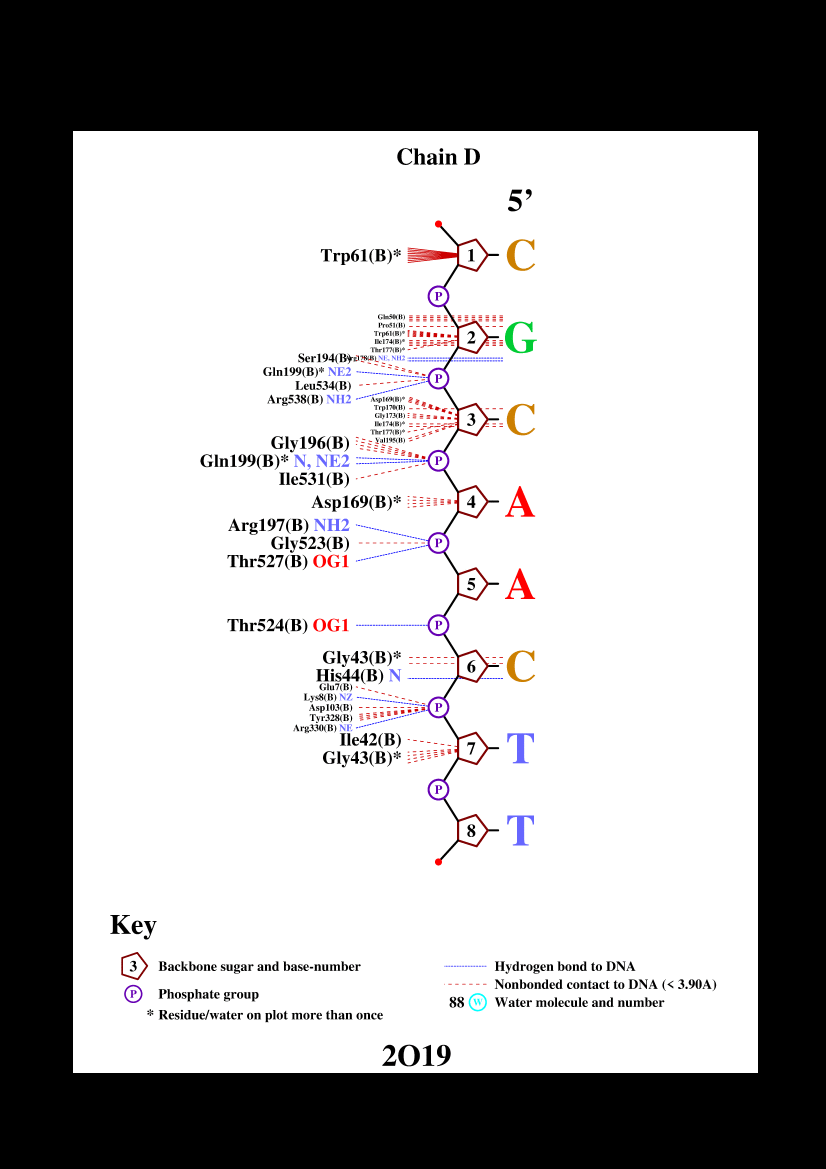 Chain D
5’
Trp61(B)*
1 C
P
Gln50(B)
Pro51(B)
Trp61(B)*
Ile174(B)*
Thr177(B)*
2 G
Ser194(B)
NE, NH2
Gln199(B)* NE2
P
Leu534(B)
Arg538(B) NH2
Asp169(B)*
Trp170(B)
Gly173(B)
Ile174(B)*
Thr177(B)*
Val195(B)
3 C
Gly196(B)
Gln199(B)* N, NE2
P
Ile531(B)
Asp169(B)*
4 A
Arg197(B) NH2
Gly523(B)
P
Thr527(B) OG1
5 A
Thr524(B) OG1
P
Gly43(B)*
6 C
His44(B) N
Glu7(B)
Lys8(B) NZ
Asp103(B)
P
Tyr328(B)
Arg330(B) NE
Ile42(B)
7 T
Gly43(B)*
P
8 T
Key
3 Backbone sugar and base-number
P Phosphate group
* Residue/water on plot more than once
Hydrogen bond to DNA
Nonbonded contact to DNA (< 3.90A)
88 W Water molecule and number
2O19